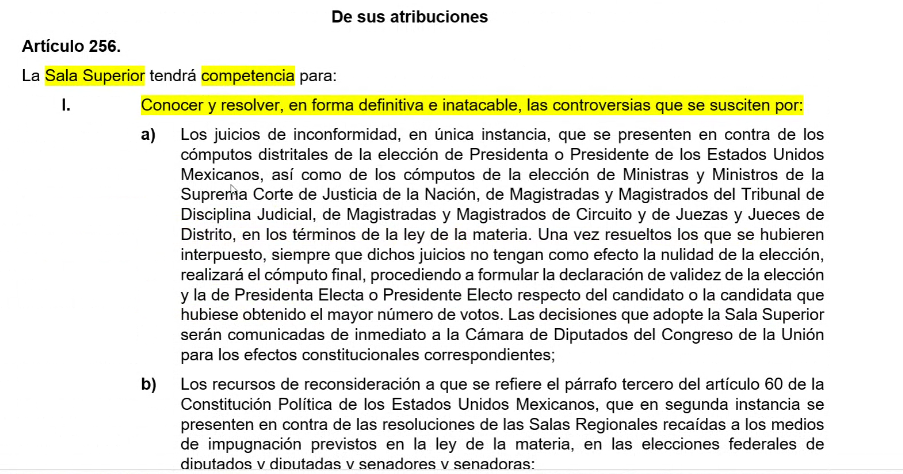 De sus atribuciones
Artículo 256.
La Sala Superior tendrá competencia para:
I. Conocer y resolver, en forma definitiva e inatacable, las controversias que se susciten por:
a) Los juicios de inconformidad, en única instancia, que se presenten en contra de los
cómputos distritales de la elección de Presidenta o Presidente de los Estados Unidos
Mexicanos, así como de los cómputos de la elección de Ministras y Ministros de la
Suprema Corte de Justicia de la Nación, de Magistradas y Magistrados del Tribunal de
Disciplina Judicial, de Magistradas y Magistrados de Circuito y de Juezas y Jueces de
Distrito, en los términos de la ley de la materia. Una vez resueltos los que se hubieren
interpuesto, siempre que dichos juicios no tengan como efecto la nulidad de la elección,
realizará el cómputo final, procediendo a formular la declaración de validez de la elección
y la de Presidenta Electa o Presidente Electo respecto del candidato o la candidata que
hubiese obtenido el mayor número de votos. Las decisiones que adopte la Sala Superior
serán comunicadas de inmediato a la Cámara de Diputados del Congreso de la Unión
para los efectos constitucionales correspondientes;
b) Los recursos de reconsideración a que se refiere el párrafo tercero del artículo 60 de la
Constitución Política de los Estados Unidos Mexicanos, que en segunda instancia se
presenten en contra de las resoluciones de las Salas Regionales recaídas a los medios
de impugnación previstos en la ley de la materia, en las elecciones federales de
diputados y diputadas y senadores y senadoras;